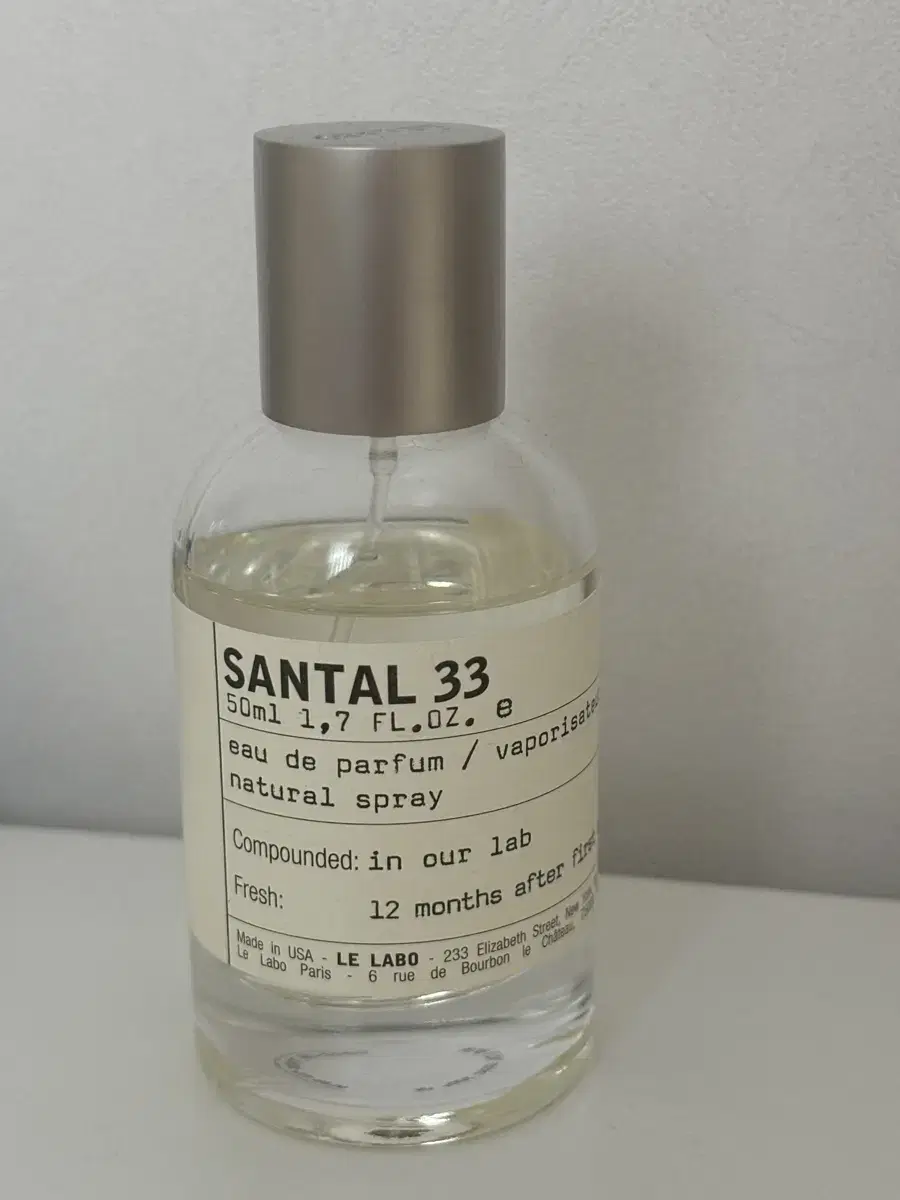 SANTAL 33
50ml 1,7 FL.OZ. e
eau de parfum / vaporisate
natural spray
Compounded: in our lab
Fresh: 12 months after first
Made in USA - LE LABO - 233 Elizabeth Street, New
Le Labo Paris - 6 rue de Bourbon le Château,